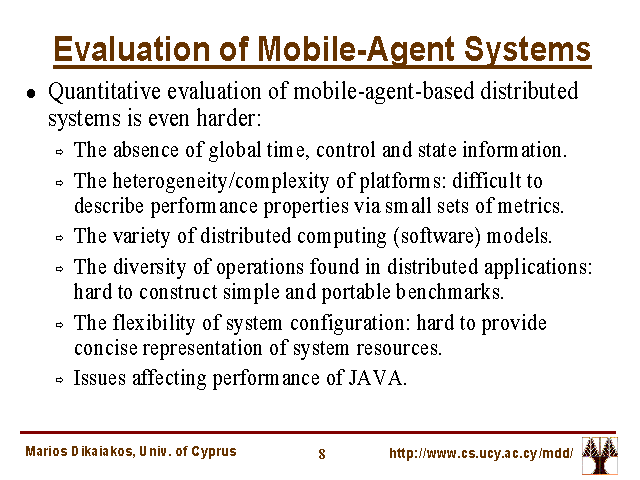 Evaluation of Mobile-Agent Systems
Quantitative evaluation of mobile-agent-based distributed
systems is even harder:
The absence of global time, control and state information.
The heterogeneity/complexity of platforms: difficult to
describe performance properties via small sets of metrics.
The variety of distributed computing (software) models.
The diversity of operations found in distributed applications:
hard to construct simple and portable benchmarks.
The flexibility of system configuration: hard to provide
concise representation of system resources.
Issues affecting performance of JAVA.
Marios Dikaiakos, Univ. of Cyprus 8 http://www.cs.ucy.ac.cy/mdd/